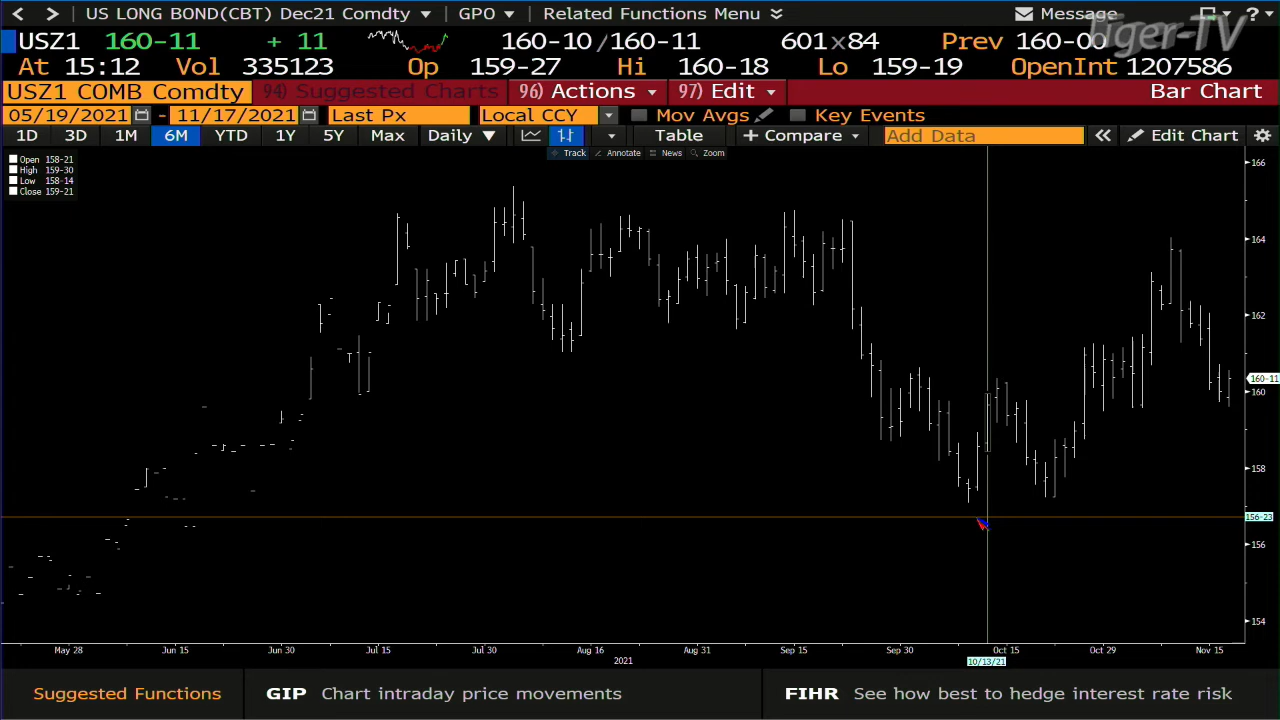 US LONG BOND(CBT) Dec21 Comdty GPO Related Functions Menu Message ?
USZ1 160-11 + 11 160-10/160-11 601x84 Prev 160-00
At 15:12 Vol 335123 Op 159-27 Hi 160-18 Lo 159-19 OpenInt 1207586
USZ1 COMB Comdty 94) Suggested Charts 96) Actions 97) Edit Bar Chart
05/19/2021 - 11/17/2021 Last Px Local CCY Mov Avgs Key Events
1D 3D 1M 6M YTD 1Y 5Y Max Daily Table + Compare Add Data Edit Chart
Track Annotate News Zoom
Open 158-21
High 159-30
Low 158-14
Close 159-21
166
164
162
160-11
160
158
156-23
156
154
May 28 Jun 15 Jun 30 Jul 15 Jul 30 Aug 16 Aug 31 Sep 15 Sep 30 Oct 15 Oct 29 Nov 15
2021 10/13/21
Suggested Functions GIP Chart intraday price movements FIHR See how best to hedge interest rate risk